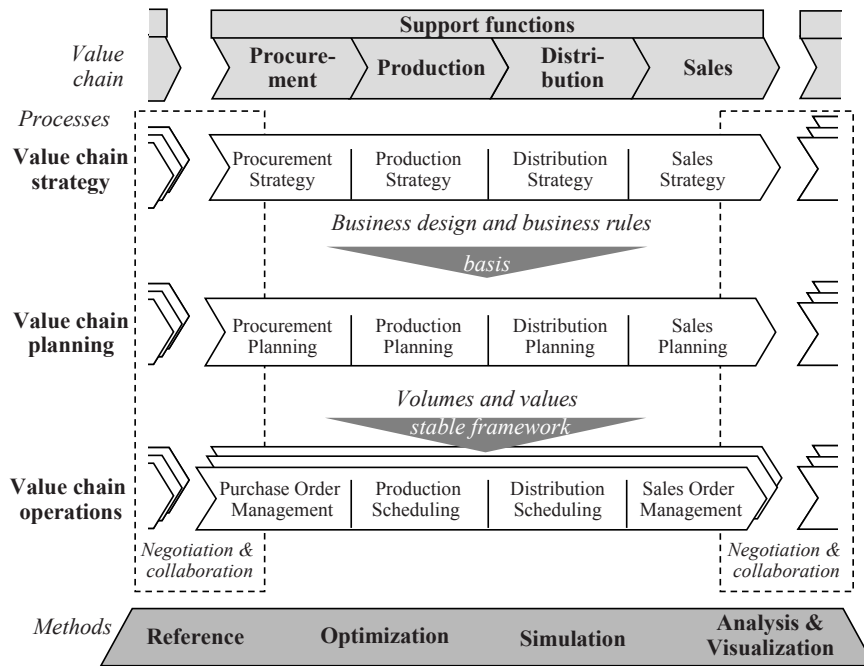 Support functions
Value
chain
Procure-
ment
Production
Distri-
bution
Sales
Processes
Value chain
strategy
Procurement
Strategy
Production
Strategy
Distribution
Strategy
Sales
Strategy
Business design and business rules
basis
Value chain
planning
Procurement
Planning
Production
Planning
Distribution
Planning
Sales
Planning
Volumes and values
stable framework
Value chain
operations
Purchase Order
Management
Production
Scheduling
Distribution
Scheduling
Sales Order
Management
Negotiation &
collaboration
Negotiation &
collaboration
Methods
Reference
Optimization
Simulation
Analysis &
Visualization